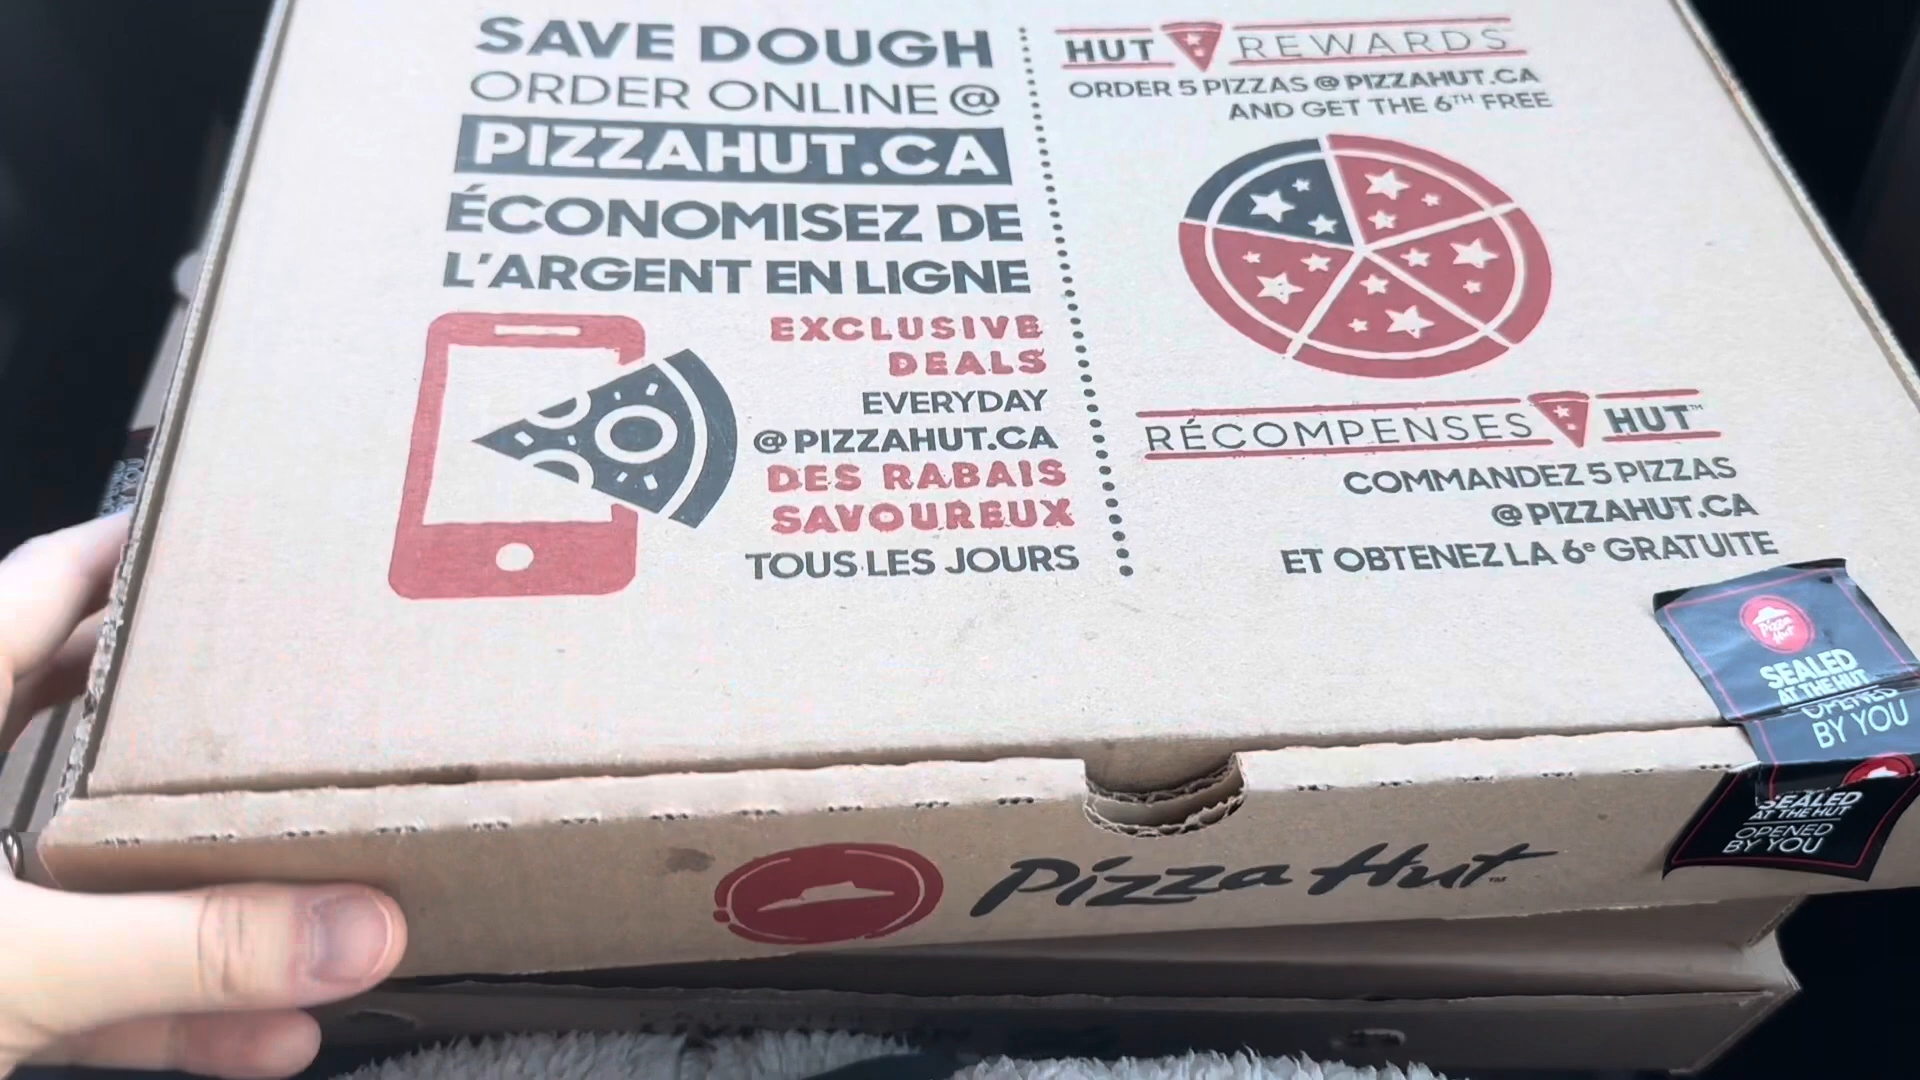 SAVE DOUGH
ORDER ONLINE @
PIZZAHUT.CA
ÉCONOMISEZ DE
L'ARGENT EN LIGNE
EXCLUSIVE
DEALS
EVERYDAY
@ PIZZAHUT.CA
DES RABAIS
SAVOUREUX
TOUS LES JOURS
HUT REWARDS
ORDER 5 PIZZAS @ PIZZAHUT.CA
AND GET THE 6TH FREE
RÉCOMPENSES HUT™
COMMANDEZ 5 PIZZAS
@ PIZZAHUT.CA
ET OBTENEZ LA 6e GRATUITE
Pizza
Hut
SEALED
AT THE HUT
OPENED
BY YOU
SEALED
AT THE HUT
OPENED
BY YOU
Pizza Hut™